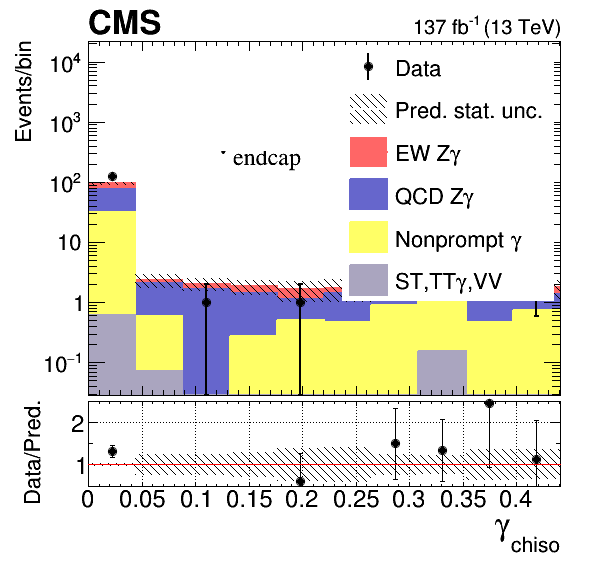 CMS 137 fb⁻¹ (13 TeV)
Events/bin
10⁴
10³
10²
10
1
10⁻¹
Data
Pred. stat. unc.
EW Zγ
QCD Zγ
Nonprompt γ
ST,TTγ,VV
endcap
Data/Pred.
2
1
0 0.05 0.1 0.15 0.2 0.25 0.3 0.35 0.4
γchiso